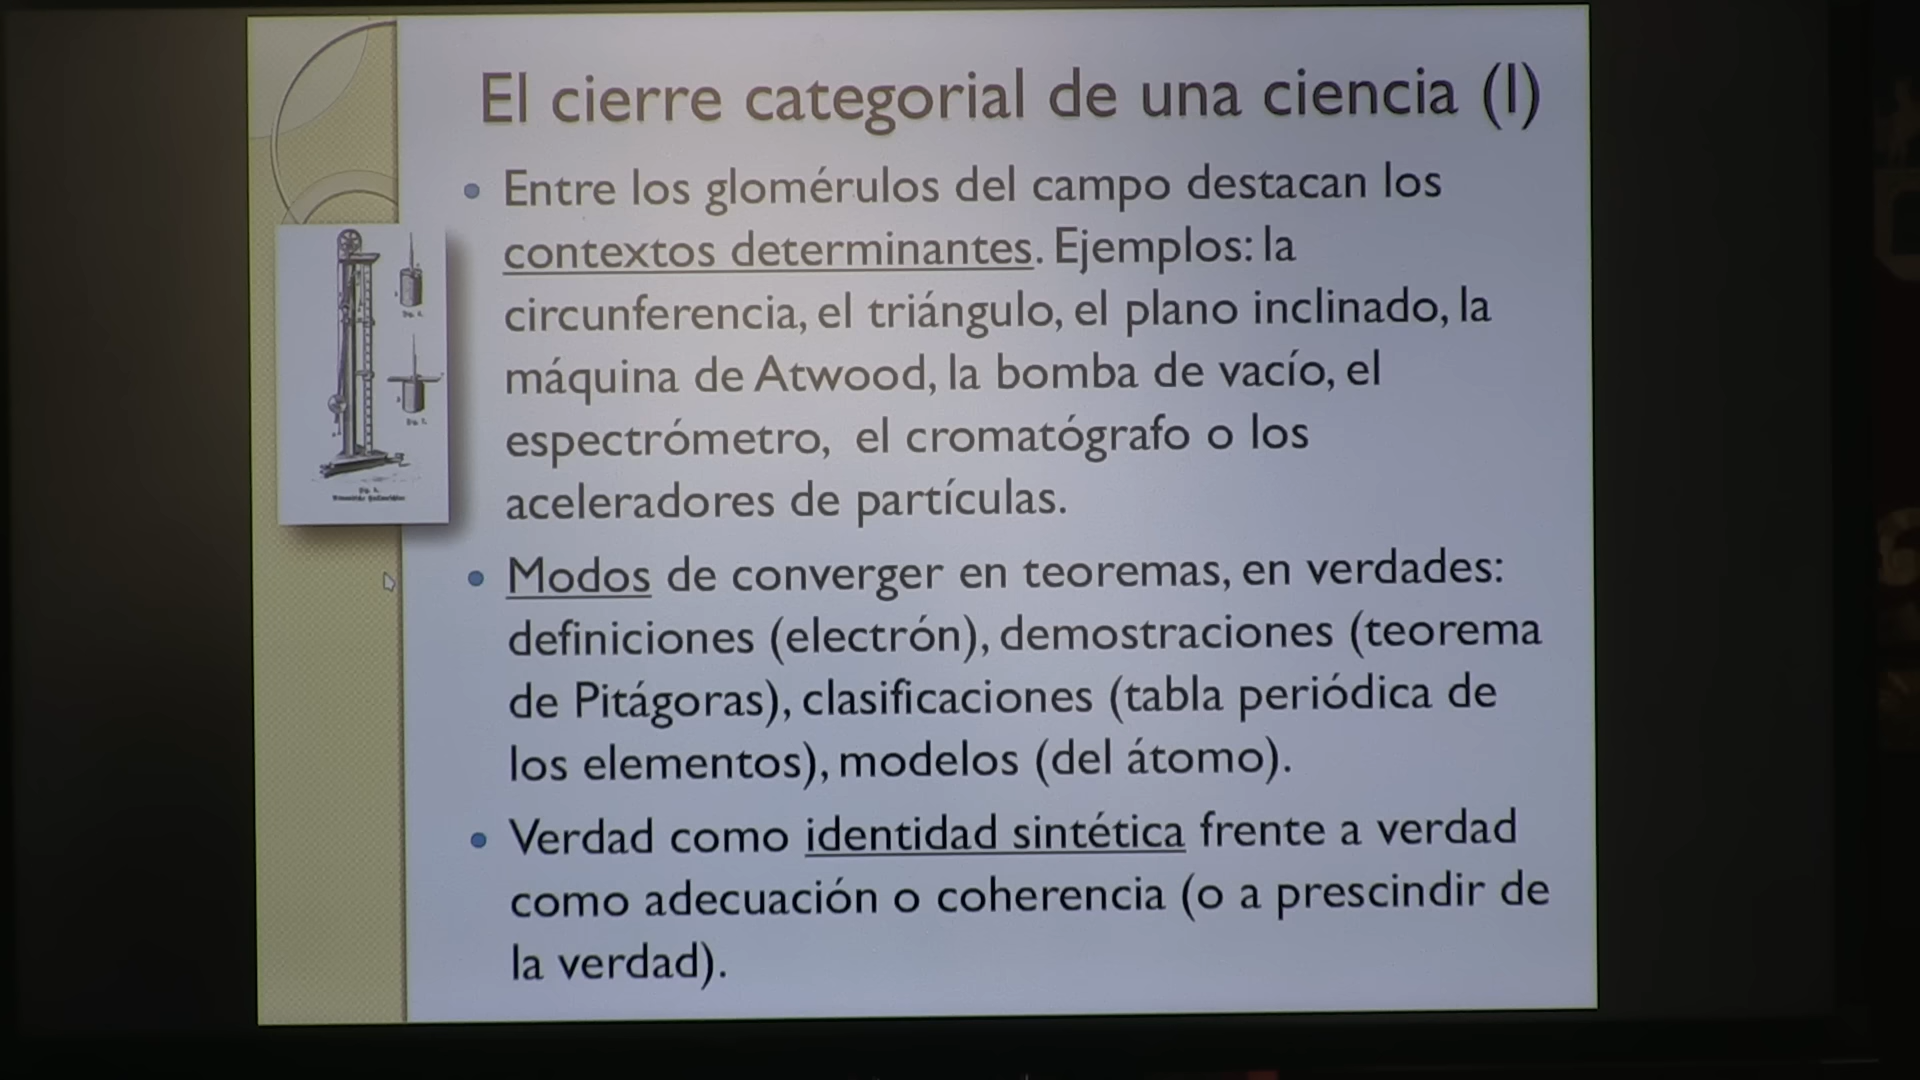 El cierre categorial de una ciencia (I)
• Entre los glomérulos del campo destacan los
contextos determinantes. Ejemplos: la
circunferencia, el triángulo, el plano inclinado, la
máquina de Atwood, la bomba de vacío, el
espectrómetro, el cromatógrafo o los
aceleradores de partículas.
• Modos de converger en teoremas, en verdades:
definiciones (electrón), demostraciones (teorema
de Pitágoras), clasificaciones (tabla periódica de
los elementos), modelos (del átomo).
• Verdad como identidad sintética frente a verdad
como adecuación o coherencia (o a prescindir de
la verdad).